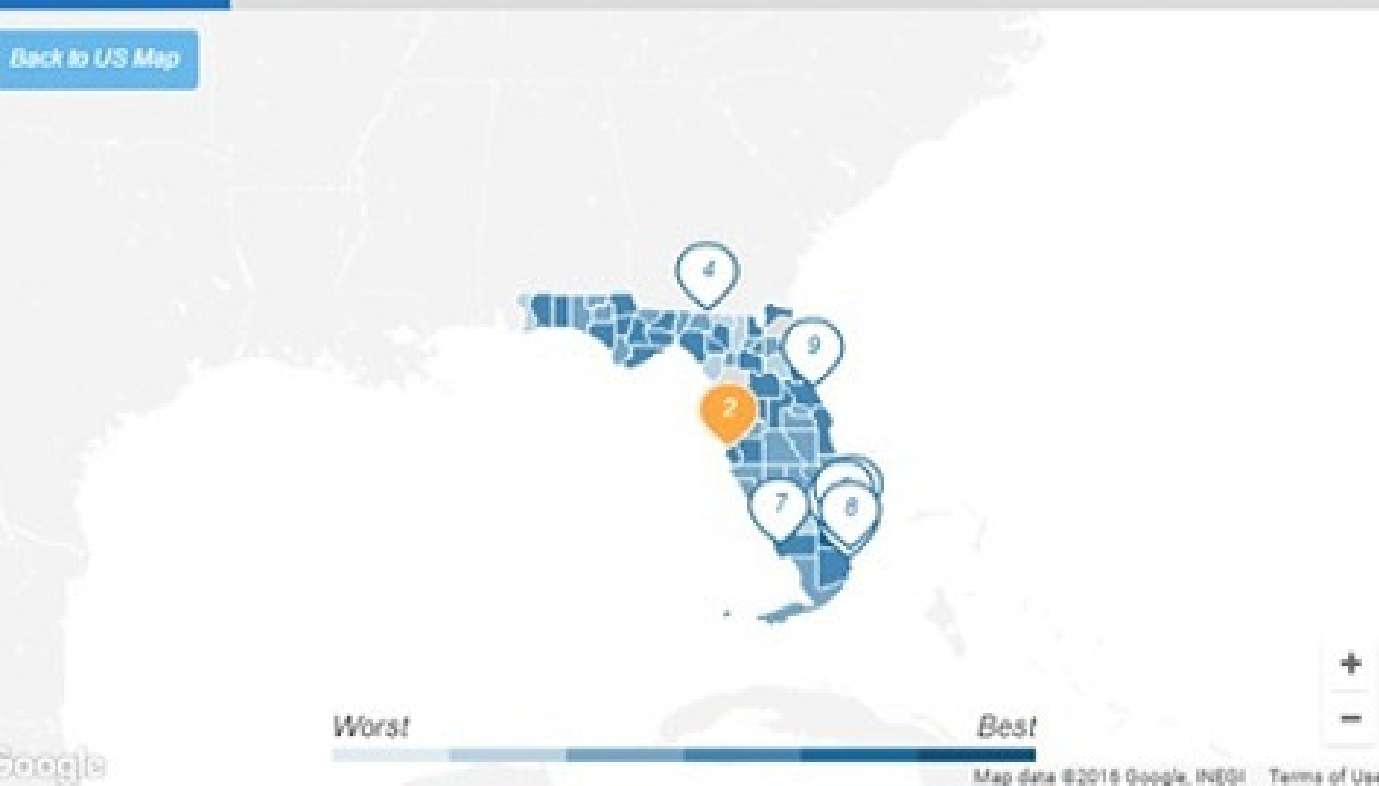 Back to US Map
4
9
2
7
8
Worst
Best
Google
Map data ©2016 Google, INEGI
Terms of Use